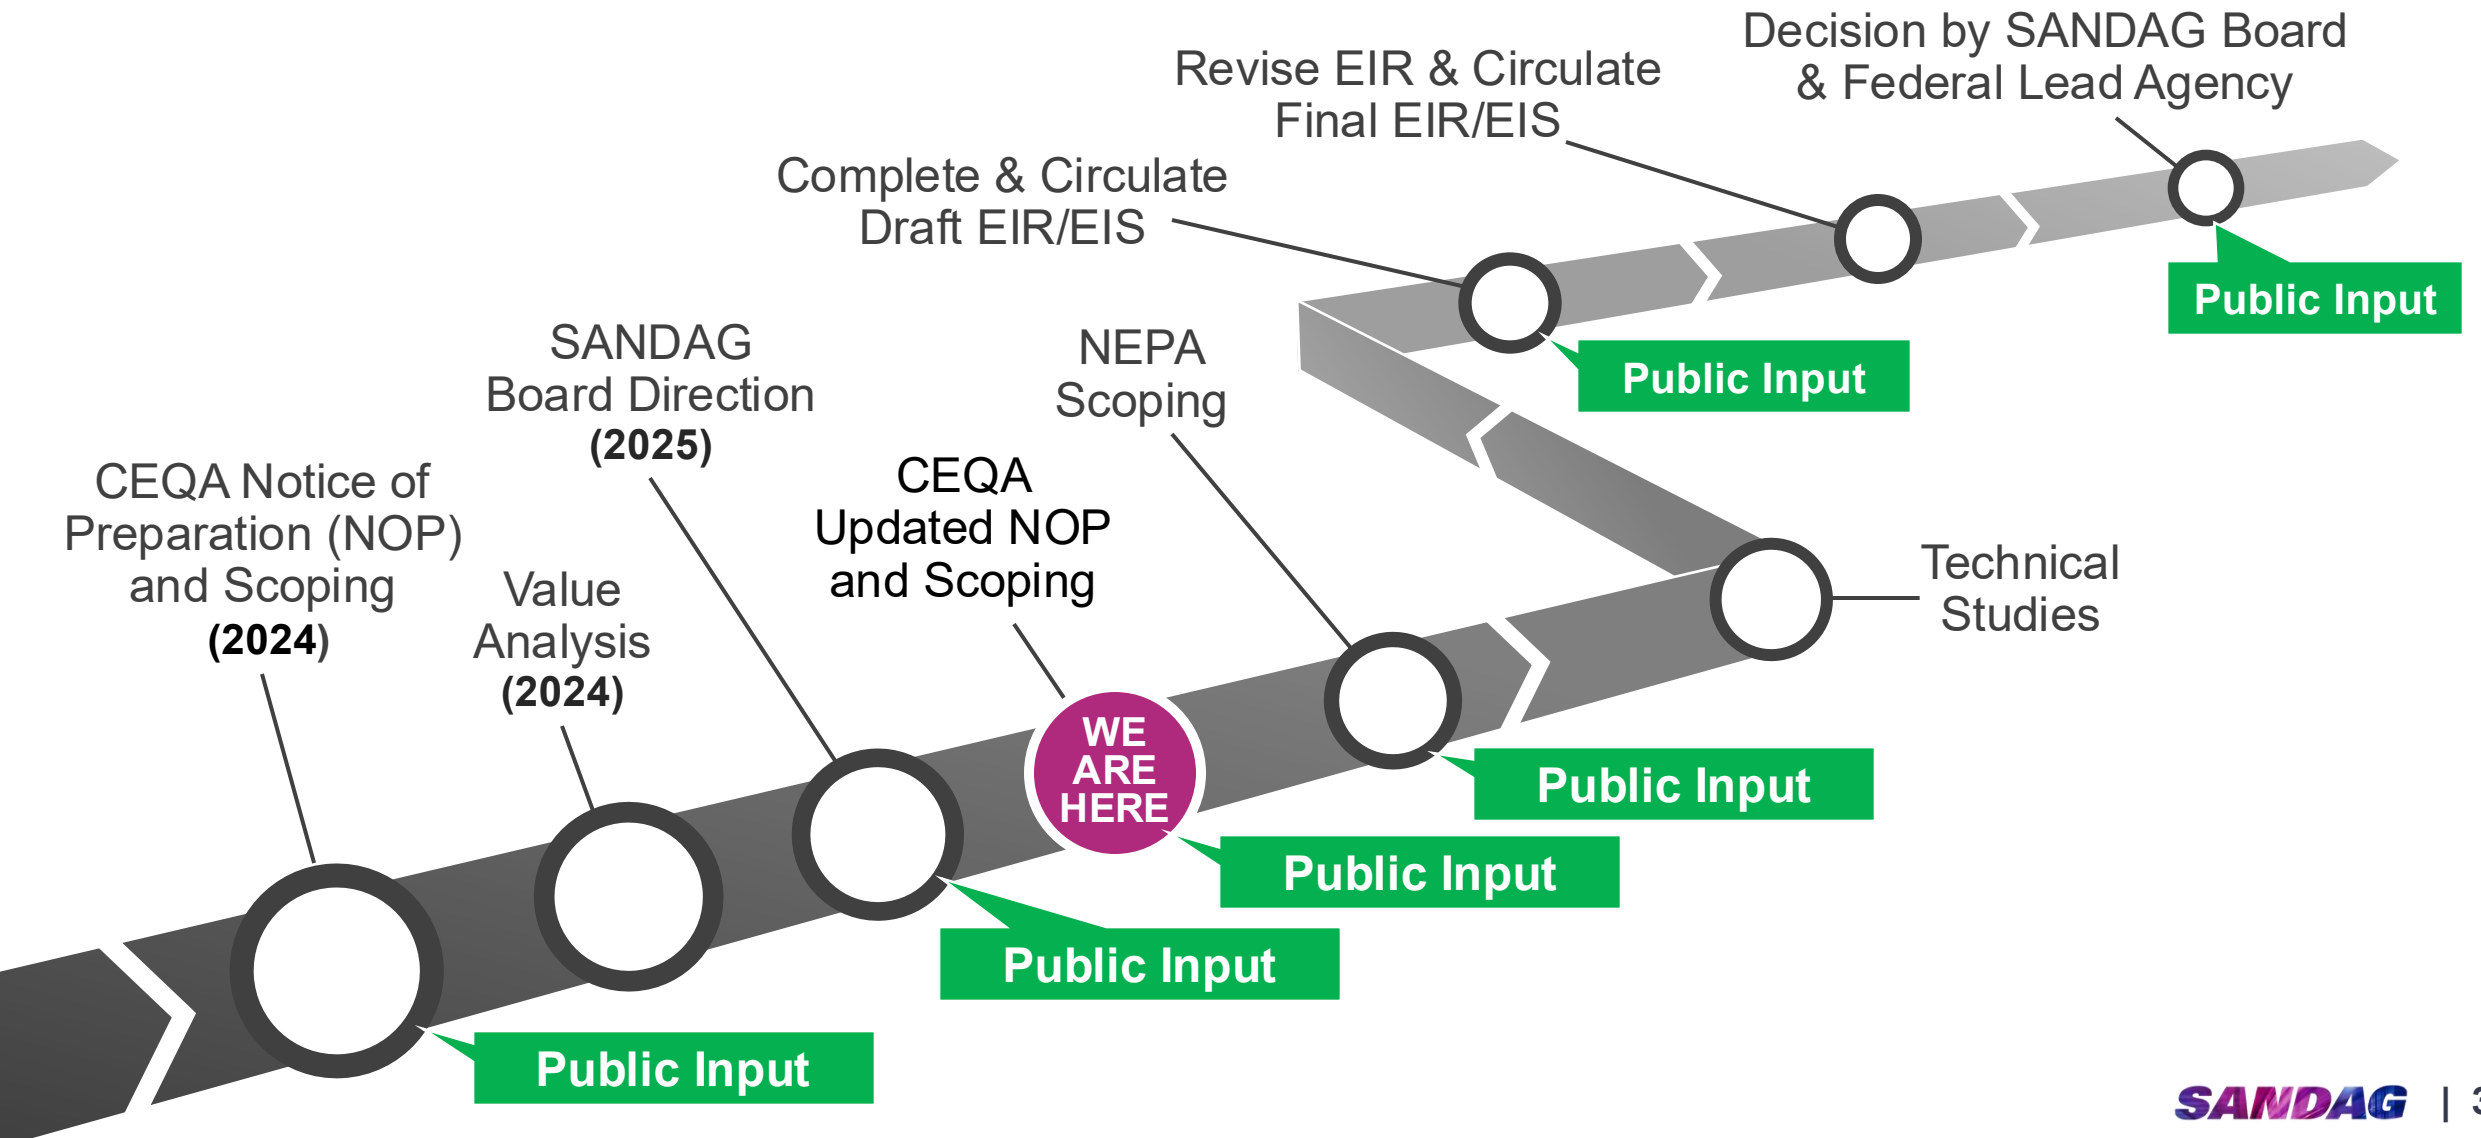 Decision by SANDAG Board
& Federal Lead Agency
Revise EIR & Circulate
Final EIR/EIS
Complete & Circulate
Draft EIR/EIS
Public Input
Public Input
SANDAG
Board Direction
(2025)
NEPA
Scoping
CEQA Notice of
Preparation (NOP)
and Scoping
(2024)
Value
Analysis
(2024)
CEQA
Updated NOP
and Scoping
Technical
Studies
WE
ARE
HERE
Public Input
Public Input
Public Input
Public Input
SANDAG | 3